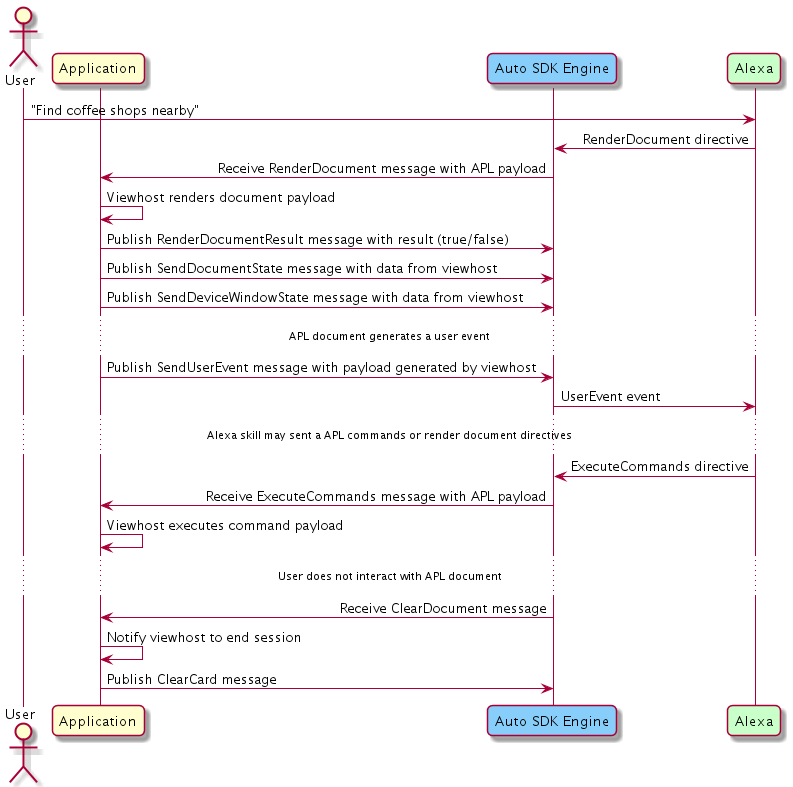 User
Application
Auto SDK Engine
Alexa
"Find coffee shops nearby"
RenderDocument directive
Receive RenderDocument message with APL payload
Viewhost renders document payload
Publish RenderDocumentResult message with result (true/false)
Publish SendDocumentState message with data from viewhost
Publish SendDeviceWindowState message with data from viewhost
APL document generates a user event
Publish SendUserEvent message with payload generated by viewhost
UserEvent event
Alexa skill may sent a APL commands or render document directives
ExecuteCommands directive
Receive ExecuteCommands message with APL payload
Viewhost executes command payload
User does not interact with APL document
Receive ClearDocument message
Notify viewhost to end session
Publish ClearCard message
User
Application
Auto SDK Engine
Alexa